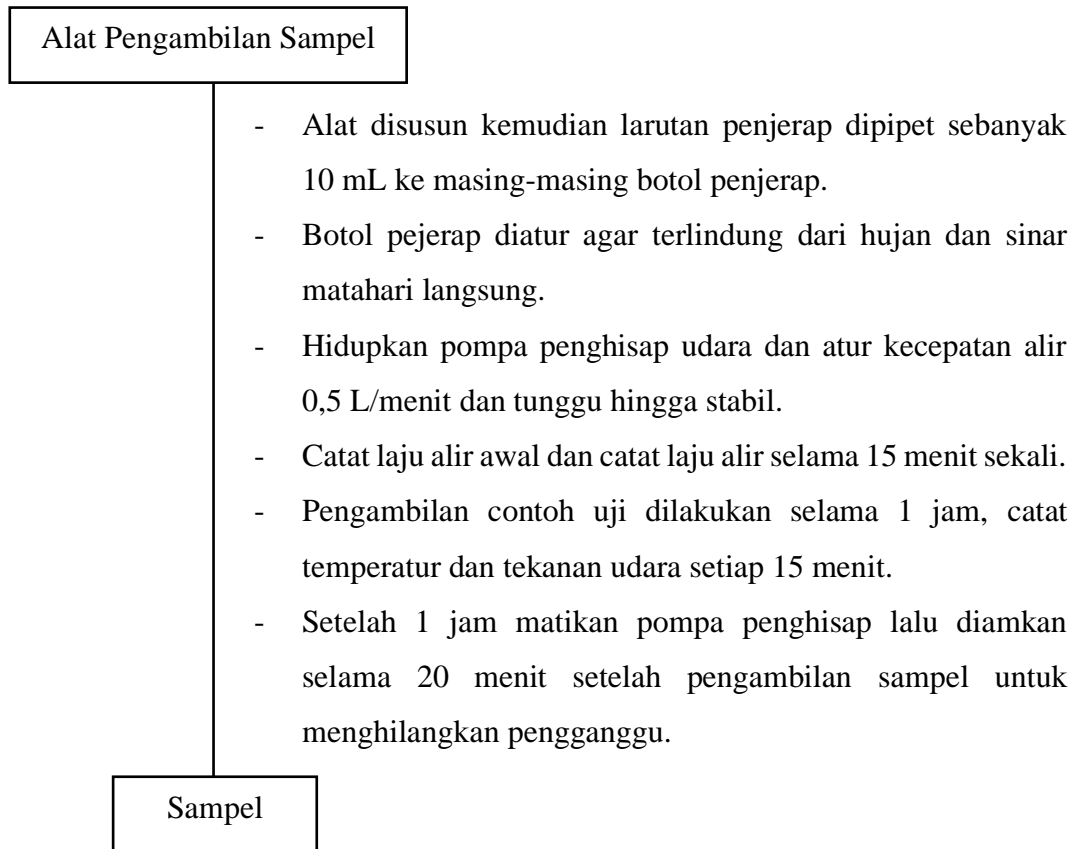 Alat Pengambilan Sampel
- Alat disusun kemudian larutan penjerap dipipet sebanyak
10 mL ke masing-masing botol penjerap.
- Botol pejerap diatur agar terlindung dari hujan dan sinar
matahari langsung.
- Hidupkan pompa penghisap udara dan atur kecepatan alir
0,5 L/menit dan tunggu hingga stabil.
- Catat laju alir awal dan catat laju alir selama 15 menit sekali.
- Pengambilan contoh uji dilakukan selama 1 jam, catat
temperatur dan tekanan udara setiap 15 menit.
- Setelah 1 jam matikan pompa penghisap lalu diamkan
selama 20 menit setelah pengambilan sampel untuk
menghilangkan pengganggu.
Sampel